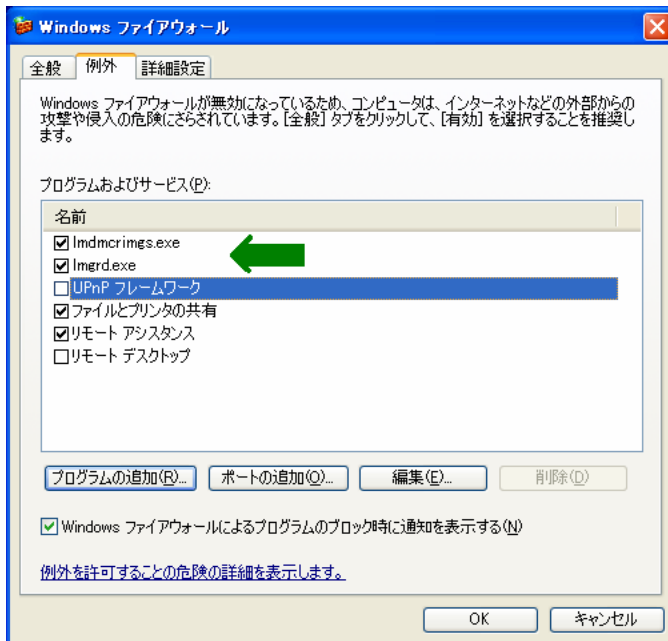 Windows ファイアウォール
全般
例外
詳細設定
Windows ファイアウォールが無効になっているため、コンピュータは、インターネットなどの外部からの
攻撃や侵入の危険にさらされています。[全般] タブをクリックして、[有効] を選択することを推奨し
ます。
プログラムおよびサービス(P):
名前
lmdmcrimgs.exe
lmgrd.exe
UPnP フレームワーク
ファイルとプリンタの共有
リモート アシスタンス
リモート デスクトップ
プログラムの追加(R)... ポートの追加(O)... 編集(E)... 削除(D)
Windows ファイアウォールによるプログラムのブロック時に通知を表示する(N)
例外を許可することの危険の詳細を表示します。
OK キャンセル